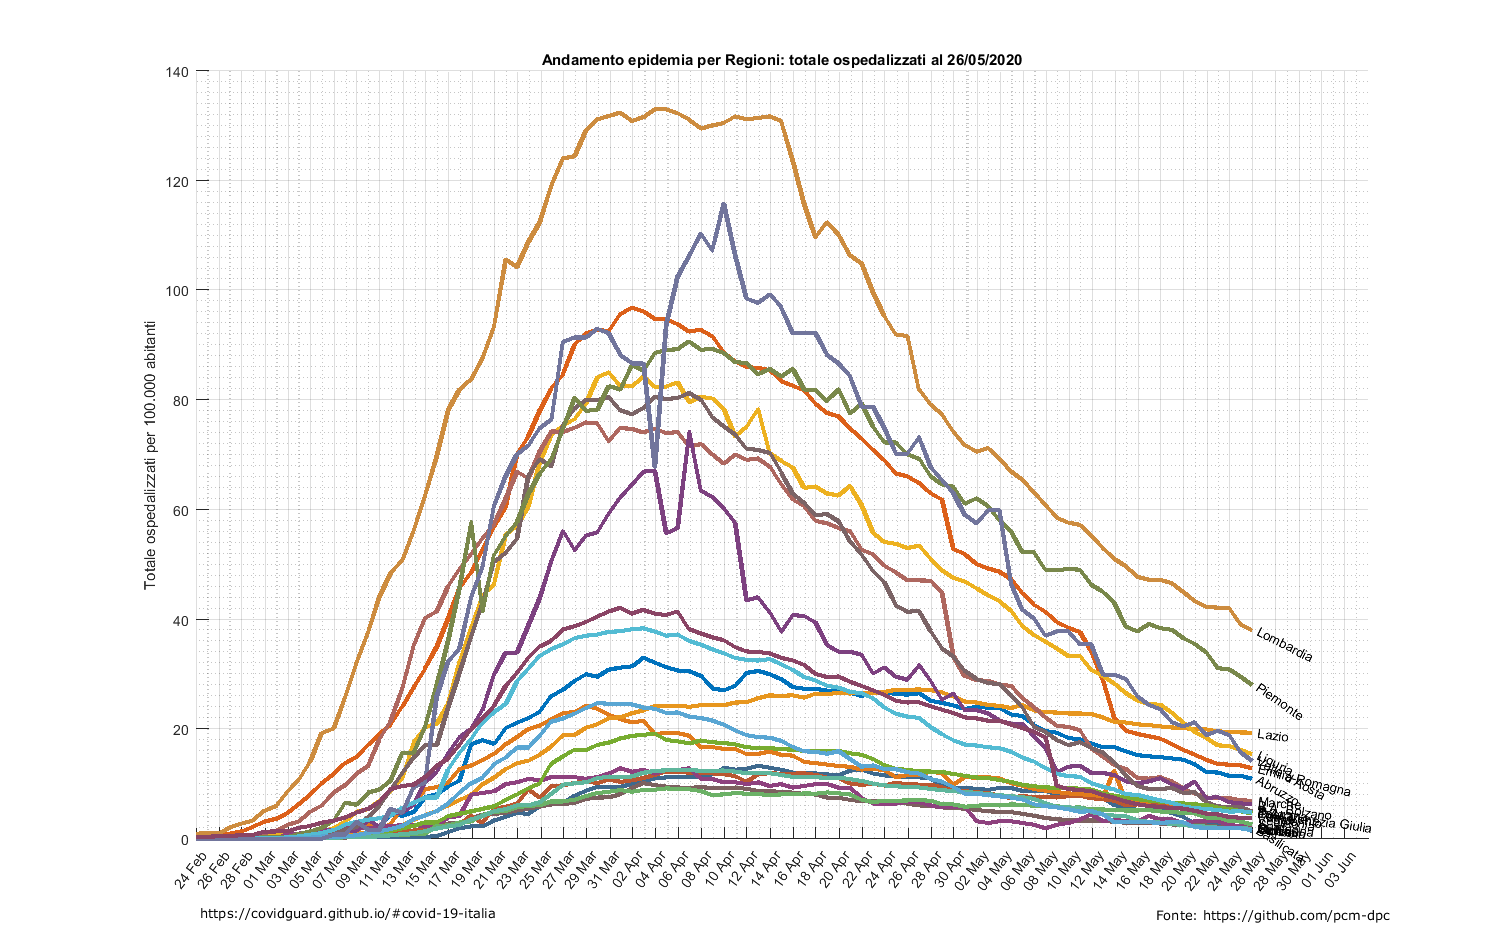 Andamento epidemia per Regioni: totale ospedalizzati al 26/05/2020
Totale ospedalizzati per 100.000 abitanti
140
120
100
80
60
40
20
0
Lombardia
Piemonte
Lazio
Liguria
Emilia Romagna
Aosta
Abruzzo
Marche
Bolzano
Giulia
Basilicata
24 Feb
26 Feb
28 Feb
01 Mar
03 Mar
05 Mar
07 Mar
09 Mar
11 Mar
13 Mar
15 Mar
17 Mar
19 Mar
21 Mar
23 Mar
25 Mar
27 Mar
29 Mar
31 Mar
02 Apr
04 Apr
06 Apr
08 Apr
10 Apr
12 Apr
14 Apr
16 Apr
18 Apr
20 Apr
22 Apr
24 Apr
26 Apr
28 Apr
30 Apr
02 May
04 May
06 May
08 May
10 May
12 May
14 May
16 May
18 May
20 May
22 May
24 May
26 May
28 May
30 May
01 Jun
03 Jun
https://covidguard.github.io/#covid-19-italia
Fonte: https://github.com/pcm-dpc